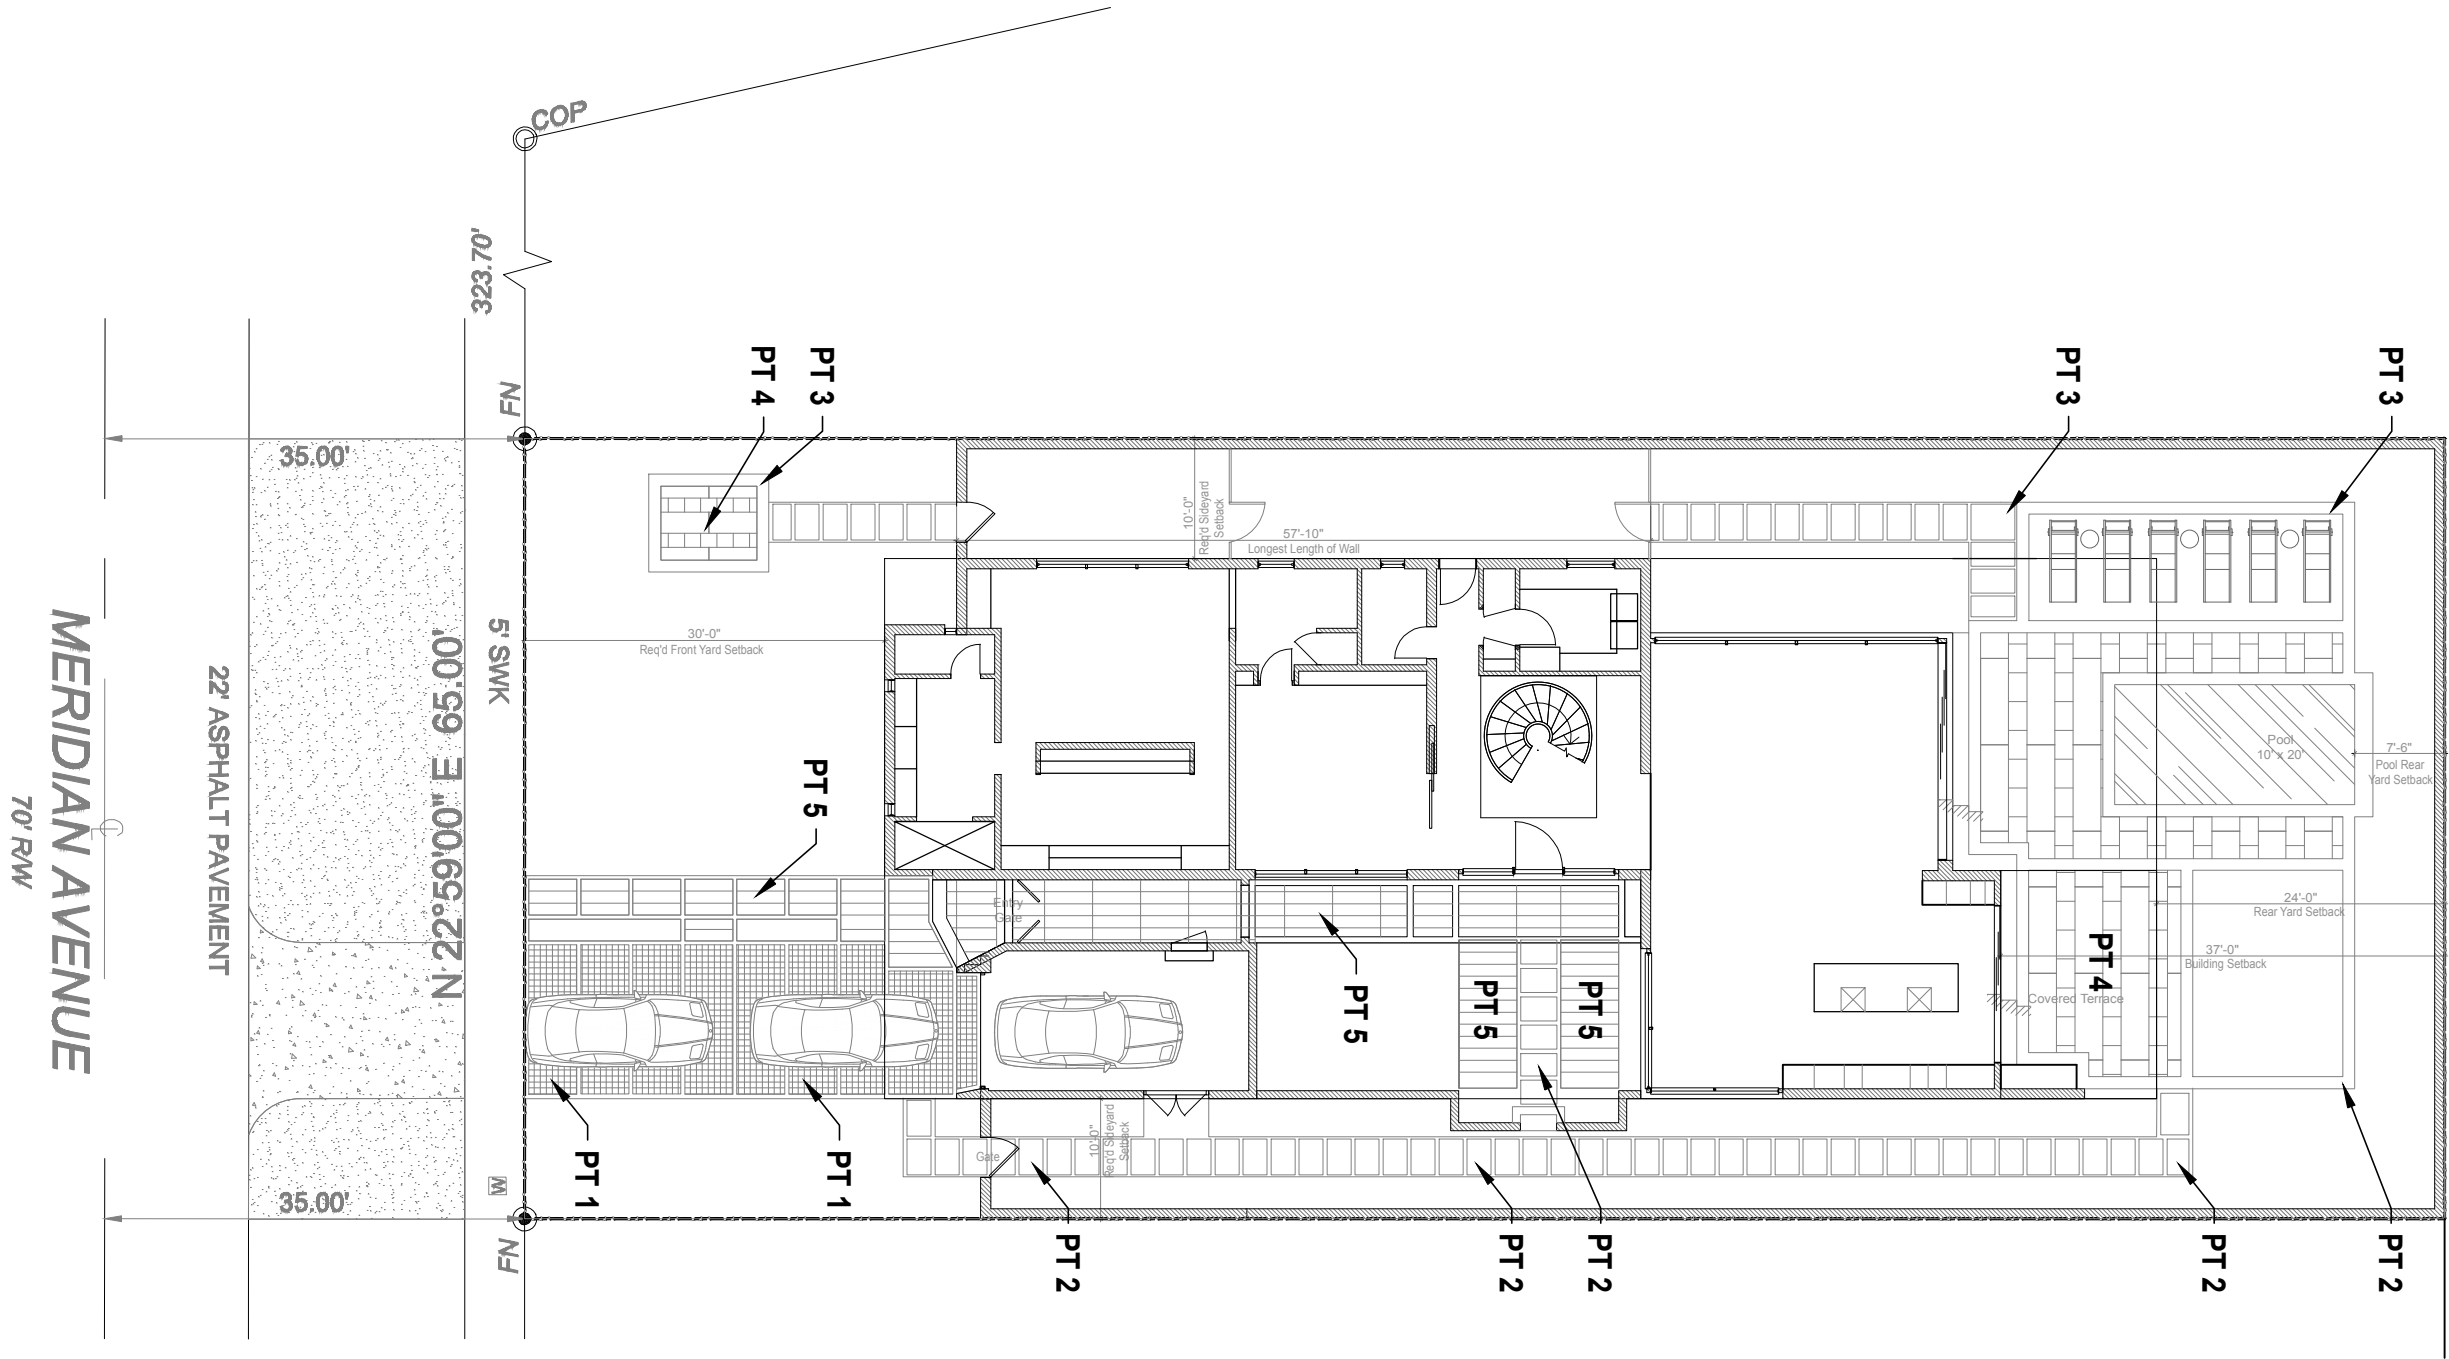 COP
323.70'
FN
35.00'
PT 4
PT 3
PT 3
PT 3
10'-0"
Req'd Sideyard
Setback
57'-10"
Longest Length of Wall
30'-0"
Req'd Front Yard Setback
5' SWK
N 22°59'00" E  65.00'
22' ASPHALT PAVEMENT
MERIDIAN AVENUE
70' R/W
PT 5
Pool
10' x 20'
7'-6"
Pool Rear
Yard Setback
Entry
Gate
24'-0"
Rear Yard Setback
37'-0"
Building Setback
PT 4
Covered Terrace
PT 5
PT 5
PT 5
Gate
10'-0"
Req'd Sideyard
Setback
PT 1
PT 1
W
35.00'
FN
PT 2
PT 2
PT 2
PT 2
PT 2